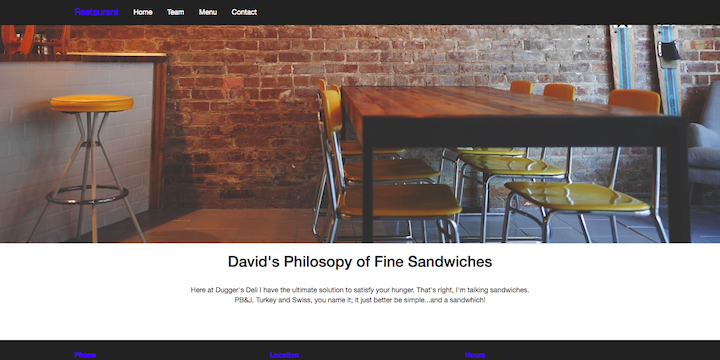 Restaurant Home Team Menu Contact
David's Philosopy of Fine Sandwiches
Here at Dugger's Deli I have the ultimate solution to satisfy your hunger. That's right, I'm talking sandwiches.
PB&J, Turkey and Swiss, you name it; it just better be simple...and a sandwhich!
Phone Location Hours